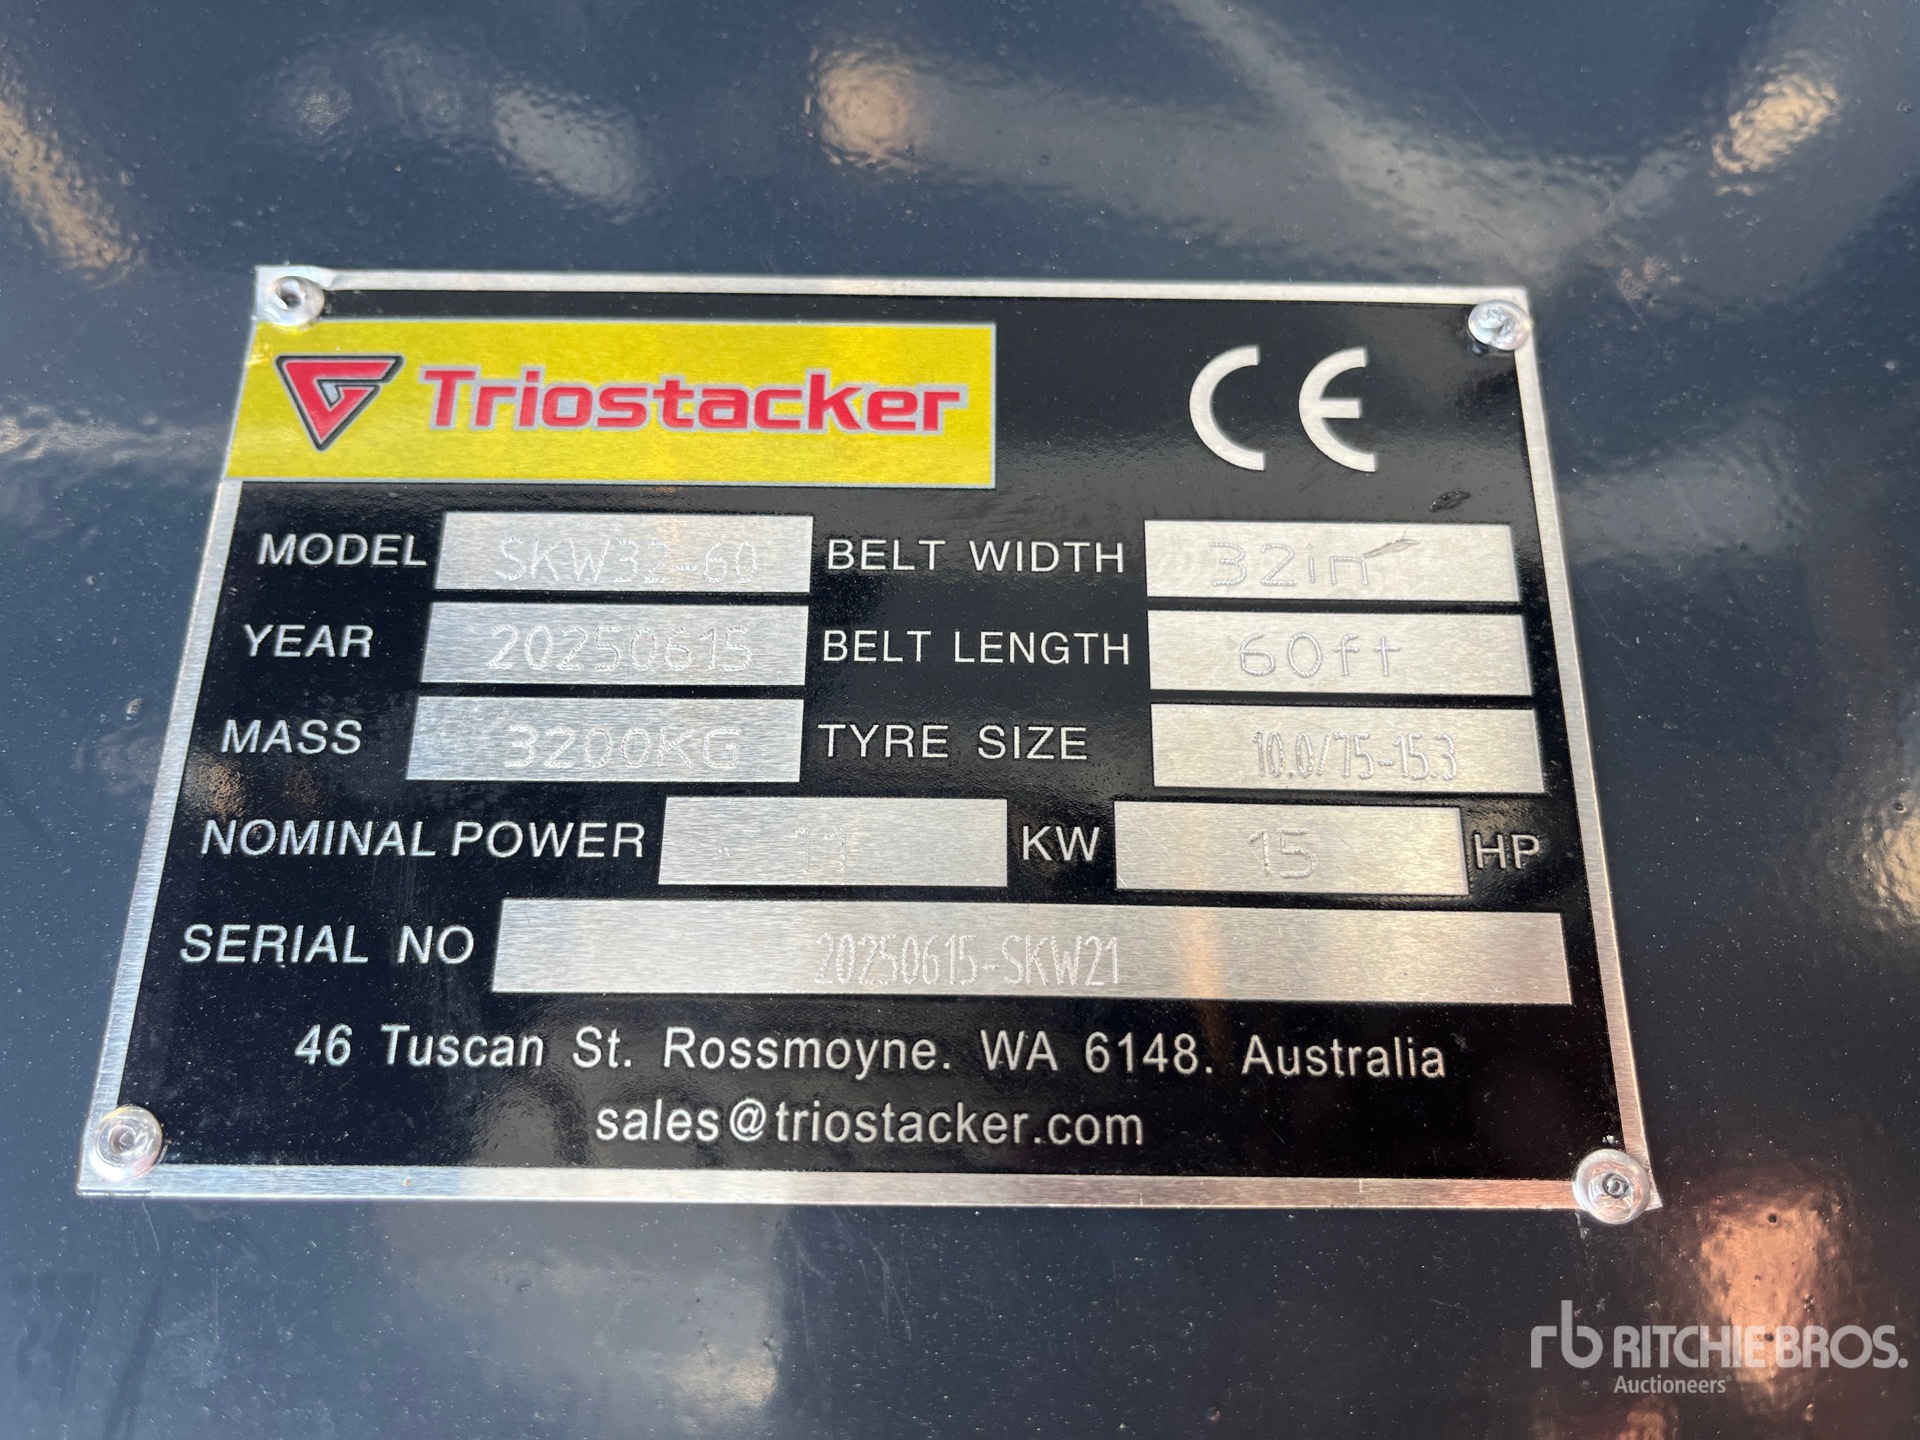 Triostacker CE
MODEL SKW32-60 BELT WIDTH 32in
YEAR 20250615 BELT LENGTH 60ft
MASS 3200KG TYRE SIZE 10.0/75-15.3
NOMINAL POWER 11 KW 15 HP
SERIAL NO 20250615-SKW21
46 Tuscan St. Rossmoyne. WA 6148. Australia
sales@triostacker.com
rb RITCHIE BROS.
Auctioneers